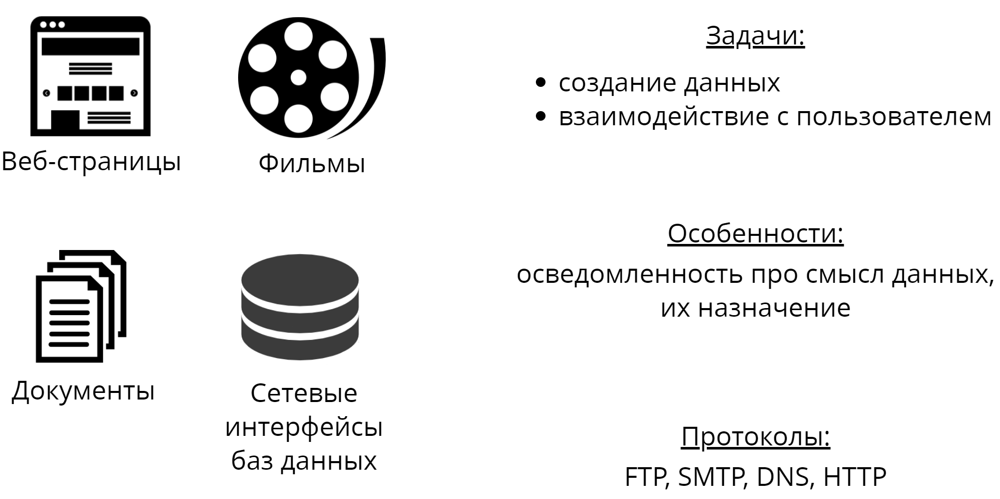 Веб-страницы
Фильмы
Документы
Сетевые
интерфейсы
баз данных
Задачи:
• создание данных
• взаимодействие с пользователем
Особенности:
осведомленность про смысл данных,
их назначение
Протоколы:
FTP, SMTP, DNS, HTTP